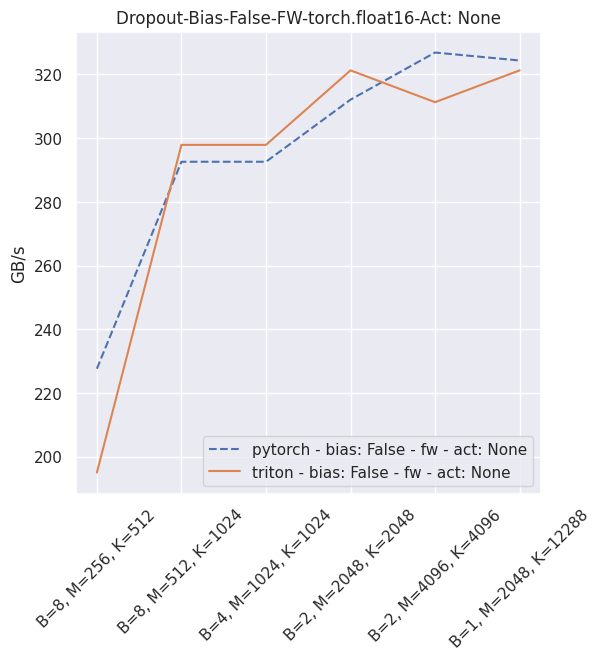 Dropout-Bias-False-FW-torch.float16-Act: None
GB/s
320
300
280
260
240
220
200
pytorch - bias: False - fw - act: None
triton - bias: False - fw - act: None
B=8, M=256, K=512
B=8, M=512, K=1024
B=4, M=1024, K=1024
B=2, M=2048, K=2048
B=2, M=4096, K=4096
B=1, M=2048, K=12288